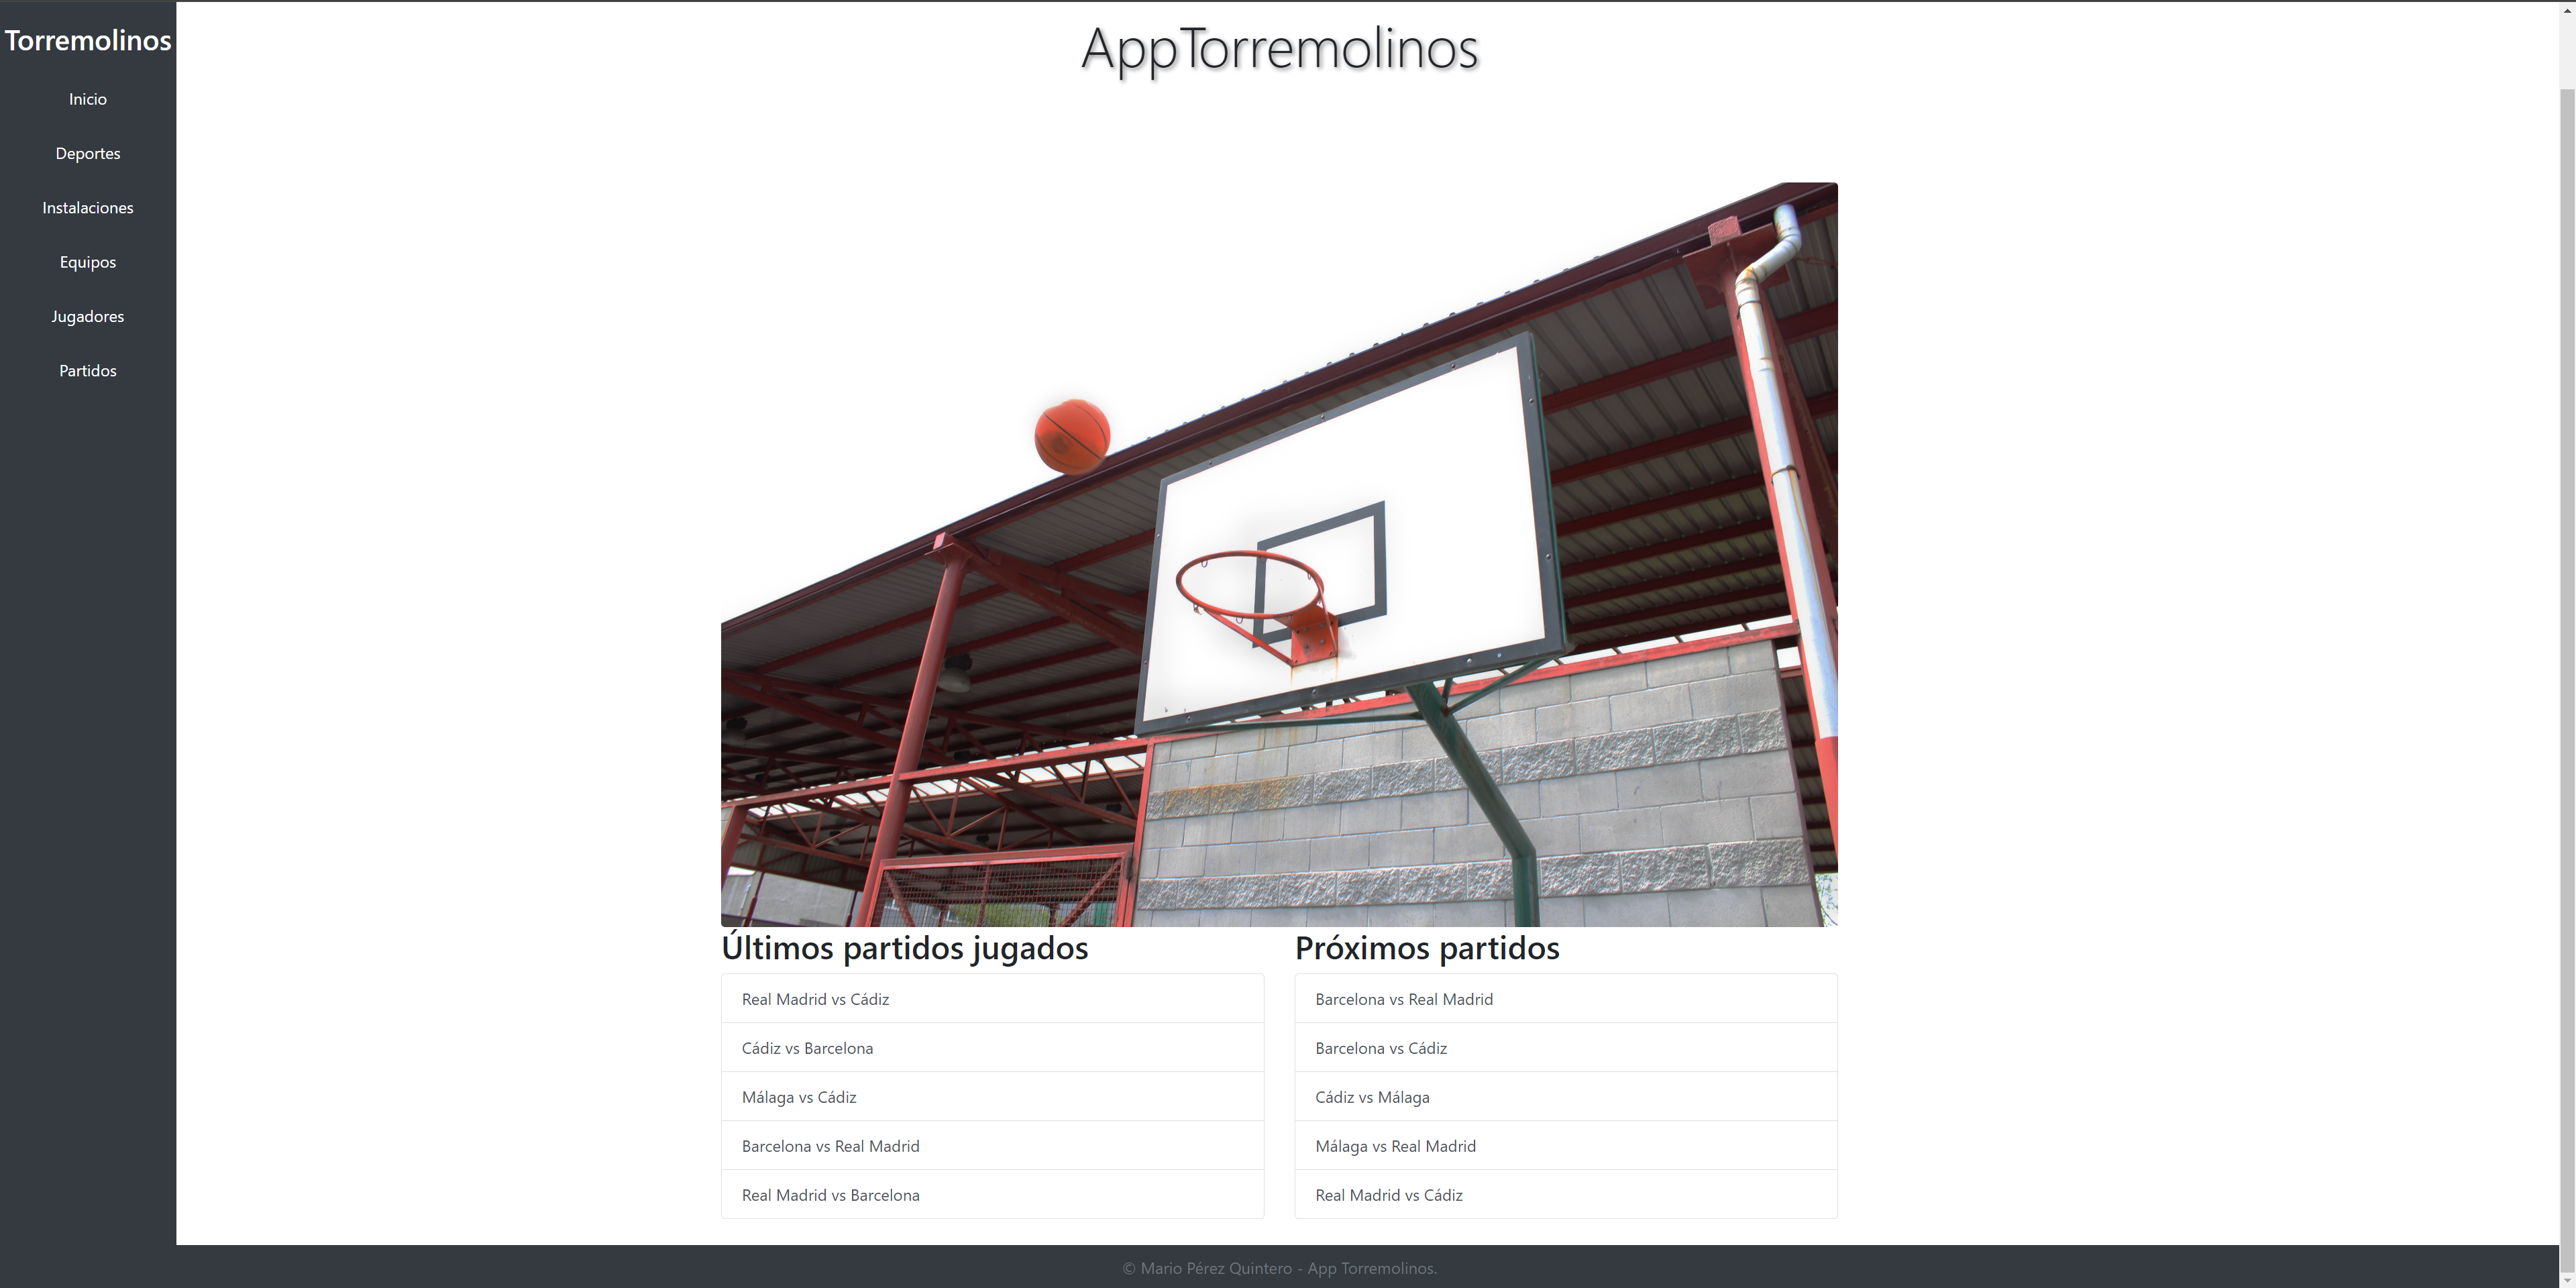 Torremolinos
Inicio
Deportes
Instalaciones
Equipos
Jugadores
Partidos
AppTorremolinos
Últimos partidos jugados
Real Madrid vs Cádiz
Cádiz vs Barcelona
Málaga vs Cádiz
Barcelona vs Real Madrid
Real Madrid vs Barcelona
Próximos partidos
Barcelona vs Real Madrid
Barcelona vs Cádiz
Cádiz vs Málaga
Málaga vs Real Madrid
Real Madrid vs Cádiz
© Mario Pérez Quintero - App Torremolinos.